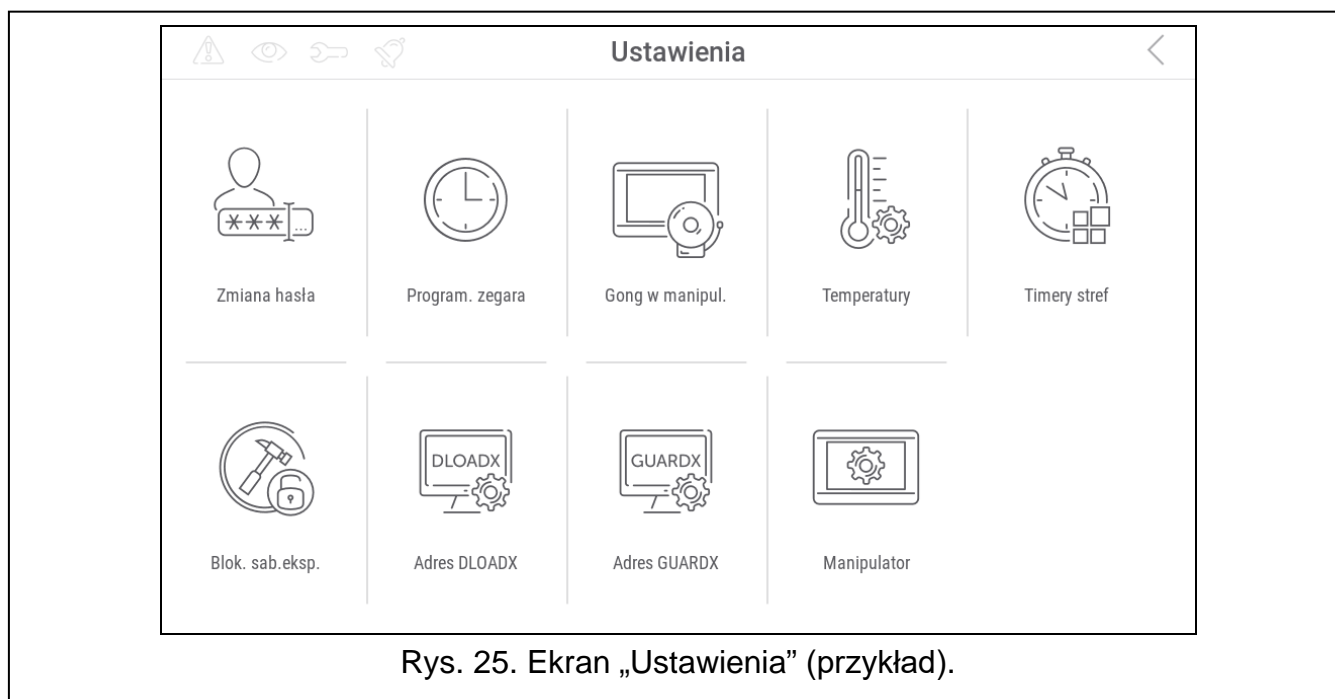 Ustawienia
***
...
Zmiana hasła
Program. zegara
Gong w manipul.
Temperatury
Timery stref
DLOADX
GUARDX
Blok. sab.eksp.
Adres DLOADX
Adres GUARDX
Manipulator
Rys. 25. Ekran „Ustawienia” (przykład).